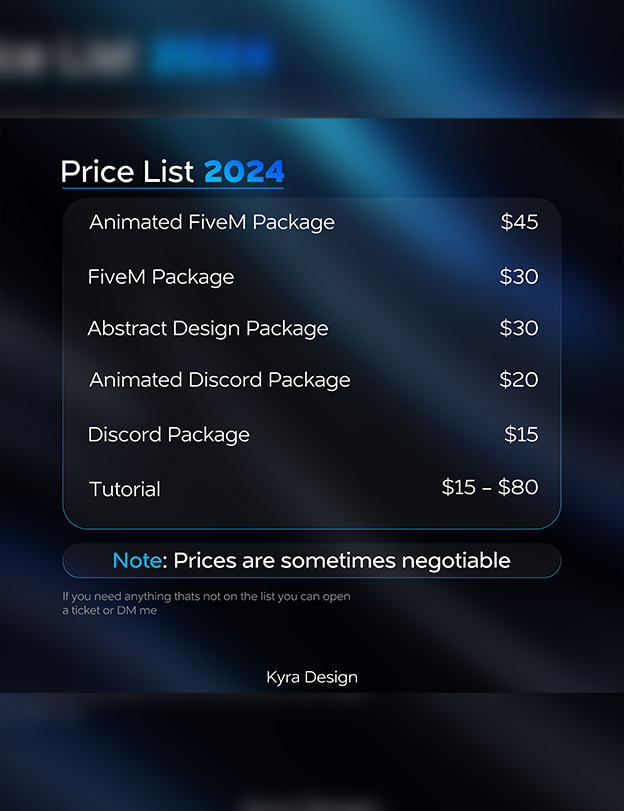 Price List 2024
Animated FiveM Package $45
FiveM Package $30
Abstract Design Package $30
Animated Discord Package $20
Discord Package $15
Tutorial $15 – $80
Note: Prices are sometimes negotiable
If you need anything thats not on the list you can open
a ticket or DM me
Kyra Design